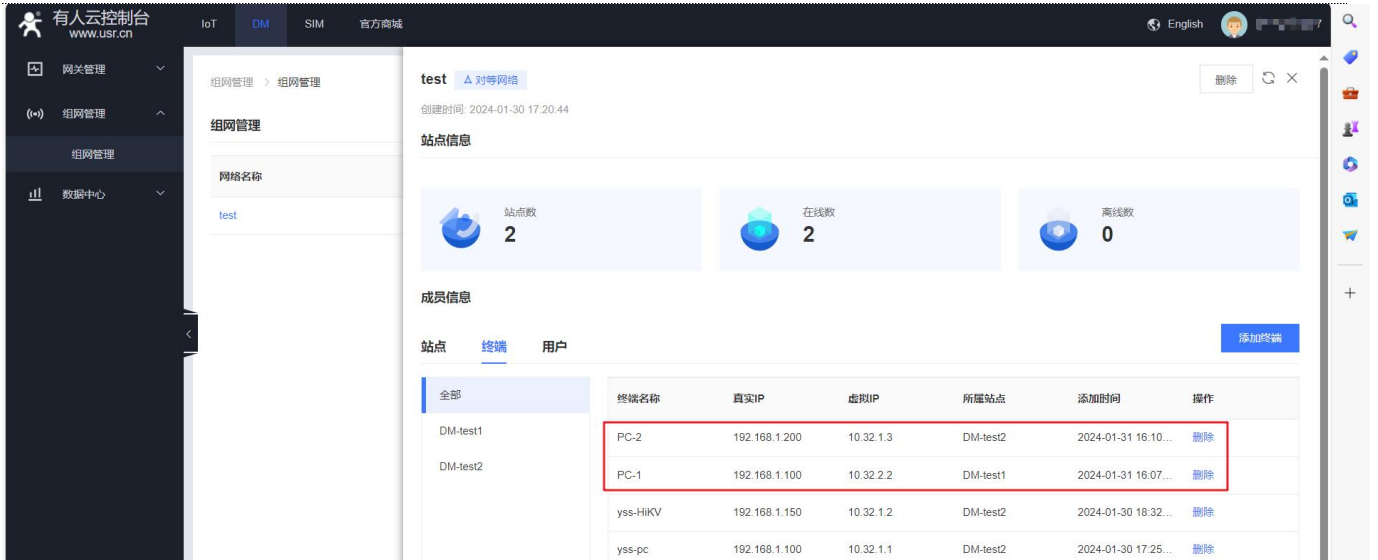 有人云控制台
www.usr.cn
IoT DM SIM 官方商城
English
网关管理
组网管理
组网管理
数据中心
组网管理 > 组网管理
组网管理
网络名称
test
test 对等网络
删除
创建时间: 2024-01-30 17:20:44
站点信息
站点数
2
在线数
2
离线数
0
成员信息
站点 终端 用户
添加终端
全部
DM-test1
DM-test2
终端名称 真实IP 虚拟IP 所属站点 添加时间 操作
PC-2 192.168.1.200 10.32.1.3 DM-test2 2024-01-31 16:10... 删除
PC-1 192.168.1.100 10.32.2.2 DM-test1 2024-01-31 16:07... 删除
yss-HiKV 192.168.1.150 10.32.1.2 DM-test2 2024-01-30 18:32... 删除
yss-pc 192.168.1.100 10.32.1.1 DM-test2 2024-01-30 17:25... 删除